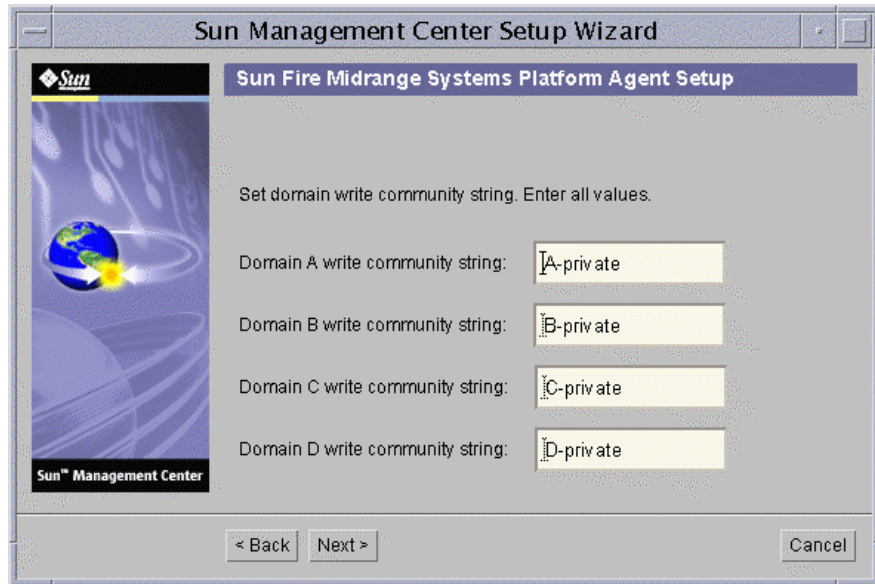 Sun Management Center Setup Wizard
Sun
Sun Fire Midrange Systems Platform Agent Setup
Set domain write community string. Enter all values.
Domain A write community string: A-private
Domain B write community string: B-private
Domain C write community string: C-private
Domain D write community string: D-private
Sun™ Management Center
< Back Next > Cancel